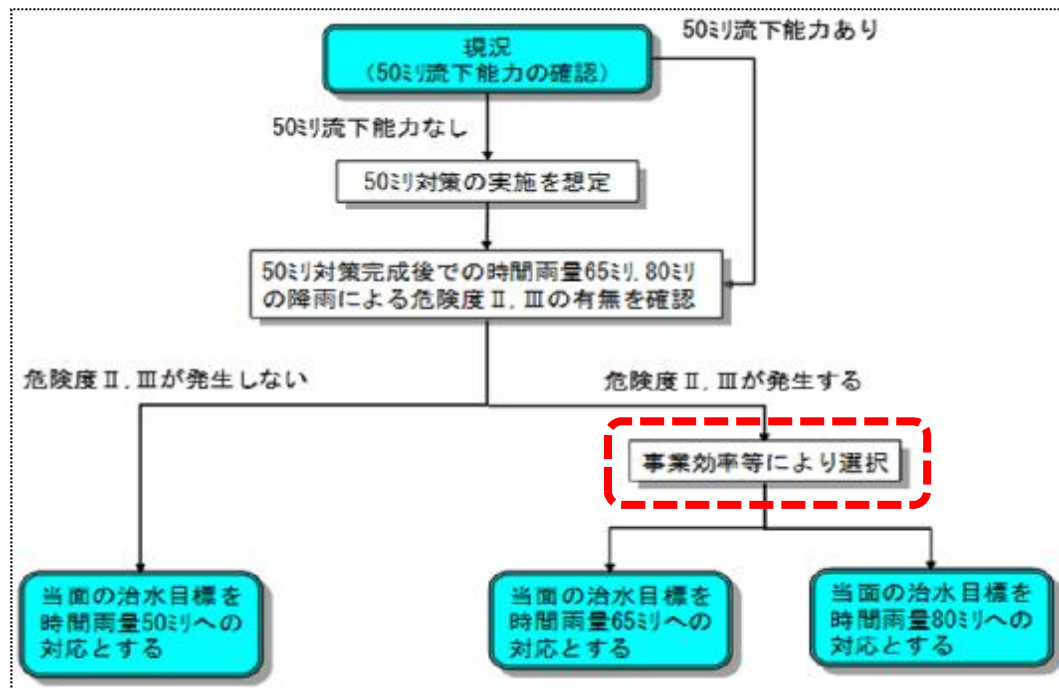 50ﾐﾘ流下能力あり
現況
(50ﾐﾘ流下能力の確認)
50ﾐﾘ流下能力なし
50ﾐﾘ対策の実施を想定
50ﾐﾘ対策完成後での時間雨量65ﾐﾘ, 80ﾐﾘ
の降雨による危険度Ⅱ, Ⅲの有無を確認
危険度Ⅱ, Ⅲが発生しない
危険度Ⅱ, Ⅲが発生する
事業効率等により選択
当面の治水目標を
時間雨量50ﾐﾘへの
対応とする
当面の治水目標を
時間雨量65ﾐﾘへの
対応とする
当面の治水目標を
時間雨量80ﾐﾘへの
対応とする